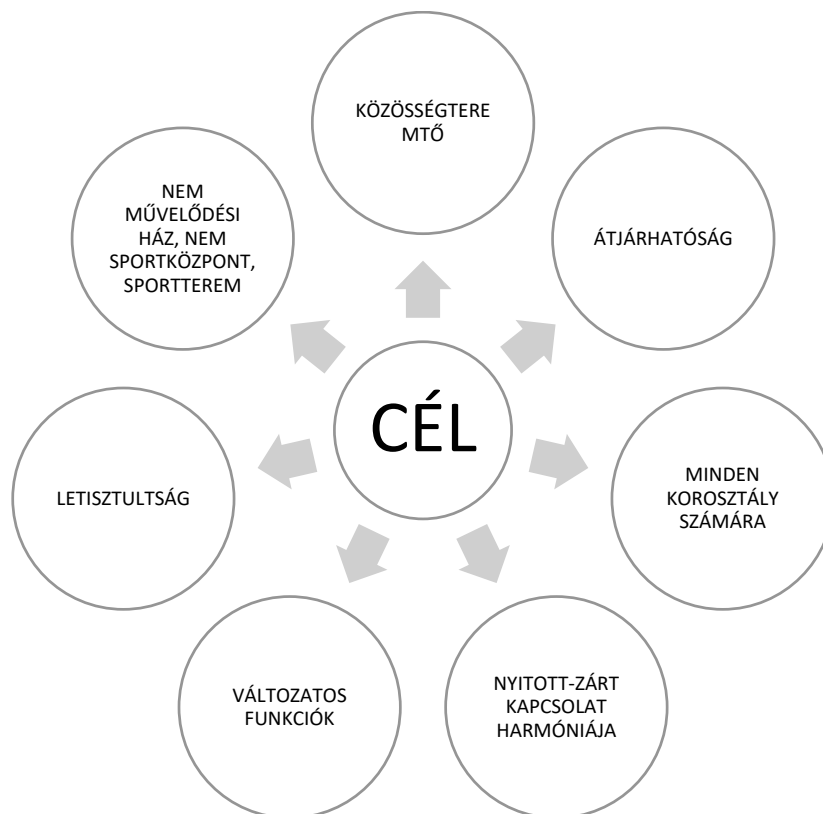 KÖZÖSSÉGTERE
MTŐ
ÁTJÁRHATÓSÁG
MINDEN
KOROSZTÁLY
SZÁMÁRA
NYITOTT-ZÁRT
KAPCSOLAT
HARMÓNIÁJA
VÁLTOZATOS
FUNKCIÓK
LETISZTULTSÁG
NEM
MŰVELŐDÉSI
HÁZ, NEM
SPORTKÖZPONT,
SPORTTEREM
CÉL